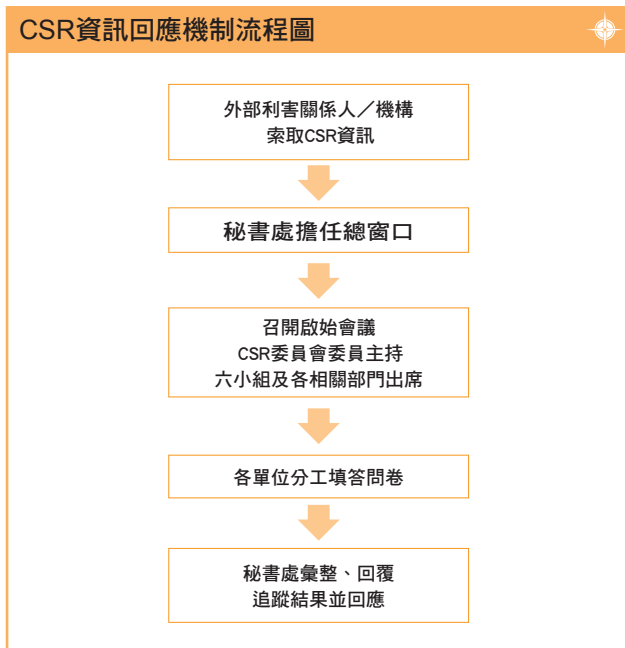 CSR資訊回應機制流程圖
外部利害關係人／機構
索取CSR資訊
秘書處擔任總窗口
召開啟始會議
CSR委員會委員主持
六小組及各相關部門出席
各單位分工填答問卷
秘書處彙整、回覆
追蹤結果並回應